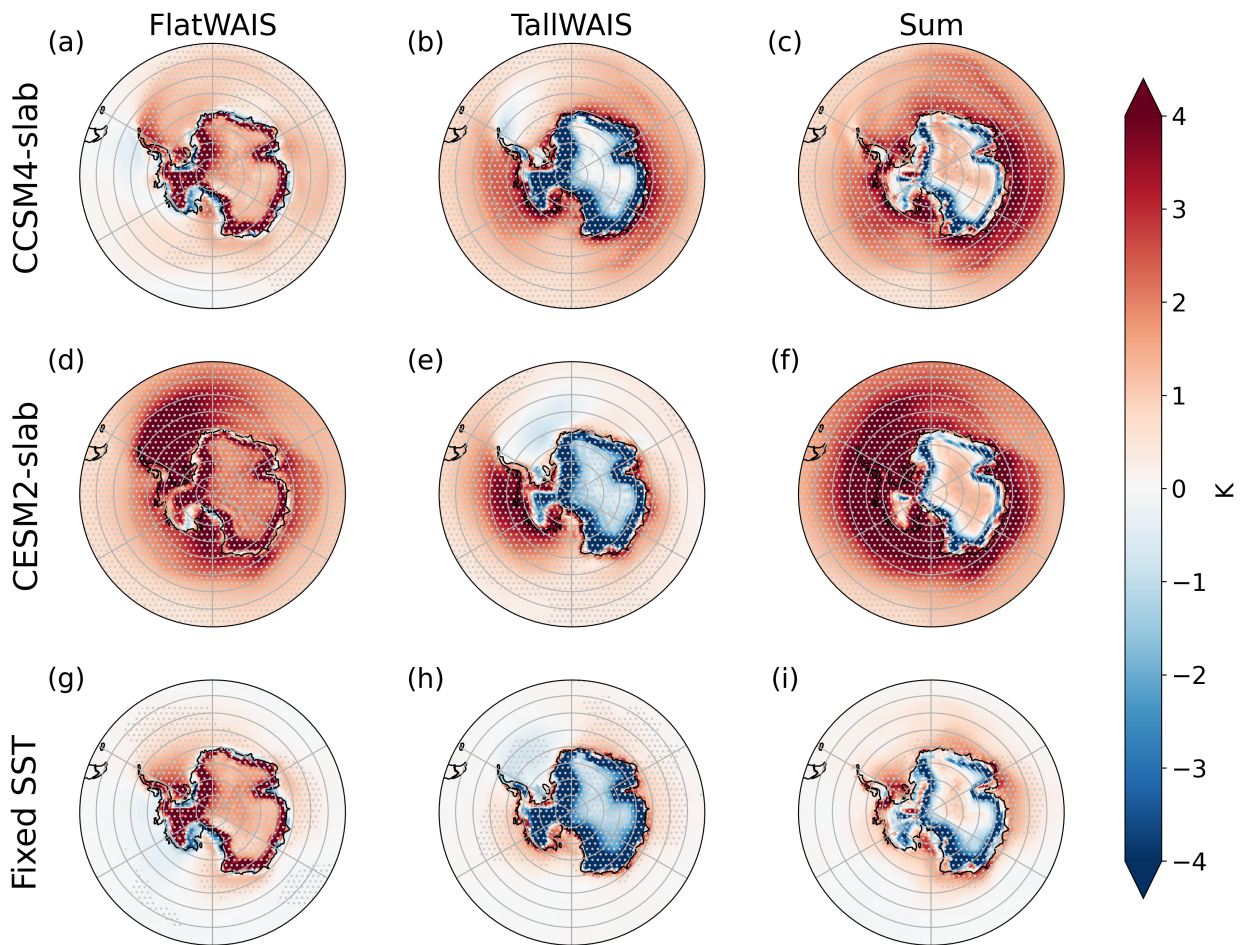 FlatWAIS
TallWAIS
Sum
(a)
(b)
(c)
CCSM4-slab
(d)
(e)
(f)
CESM2-slab
(g)
(h)
(i)
Fixed SST
4
3
2
1
0
−1
−2
−3
−4
K